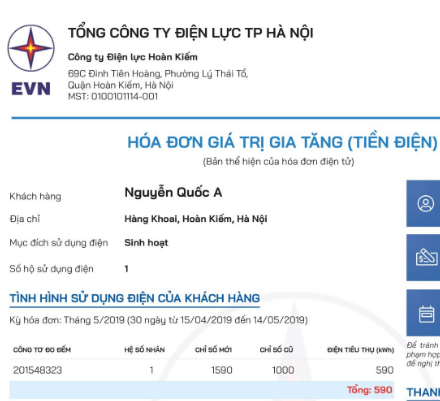 TỔNG CÔNG TY ĐIỆN LỰC TP HÀ NỘI
Công ty Điện lực Hoàn Kiếm
69C Đinh Tiên Hoàng, Phường Lý Thái Tổ,
Quận Hoàn Kiếm, Hà Nội
MST: 0100101114-001
EVN
HÓA ĐƠN GIÁ TRỊ GIA TĂNG (TIỀN ĐIỆN)
(Bản thể hiện của hóa đơn điện tử)
Khách hàng Nguyễn Quốc A
Địa chỉ Hàng Khoai, Hoàn Kiếm, Hà Nội
Mục đích sử dụng điện Sinh hoạt
Số hộ sử dụng điện 1
TÌNH HÌNH SỬ DỤNG ĐIỆN CỦA KHÁCH HÀNG
Kỳ hóa đơn: Tháng 5/2019 (30 ngày từ 15/04/2019 đến 14/05/2019)
CÔNG TƠ ĐO ĐẾM HỆ SỐ NHÂN CHỈ SỐ MỚI CHỈ SỐ CŨ ĐIỆN TIÊU THỤ (kWh)
201548323 1 1590 1000 590
Tổng: 590
Để tránh
phạm hợp
đề nghị th
THANH